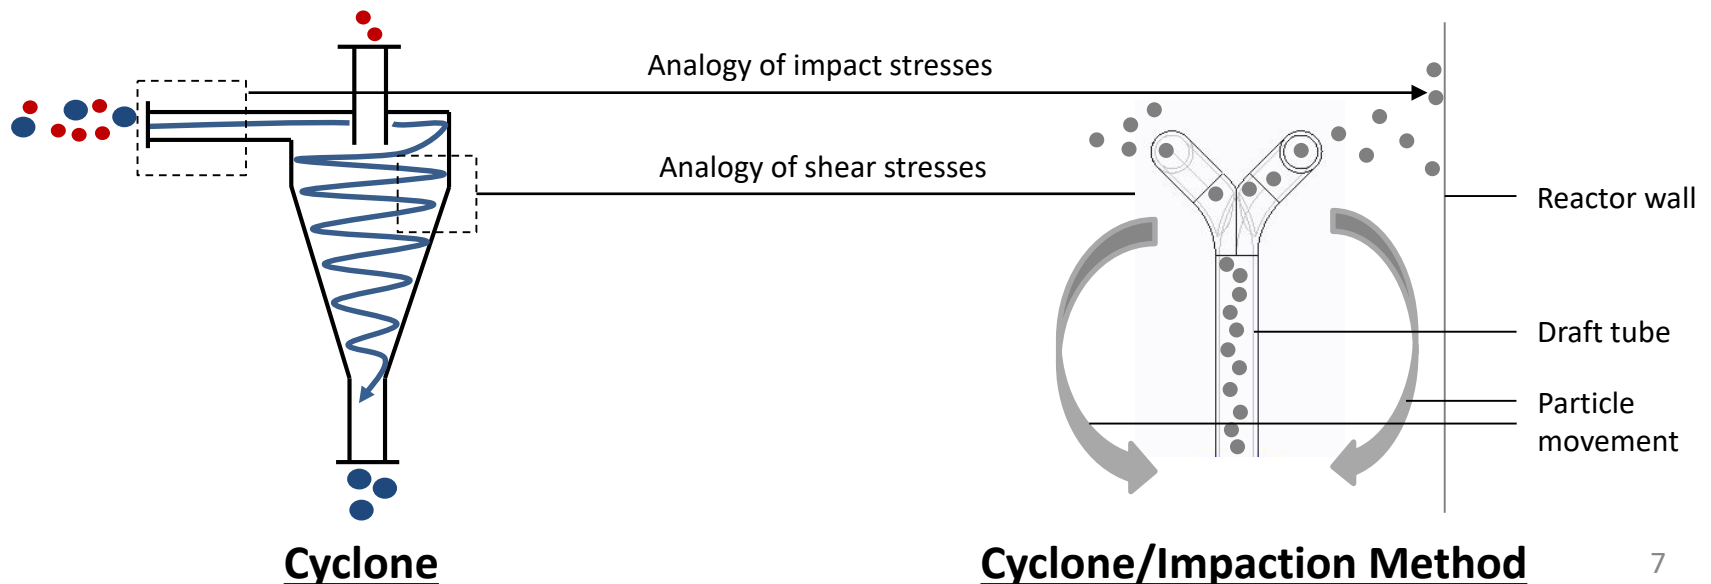 Analogy of impact stresses
Analogy of shear stresses
Reactor wall
Draft tube
Particle
movement
Cyclone
Cyclone/Impaction Method
7